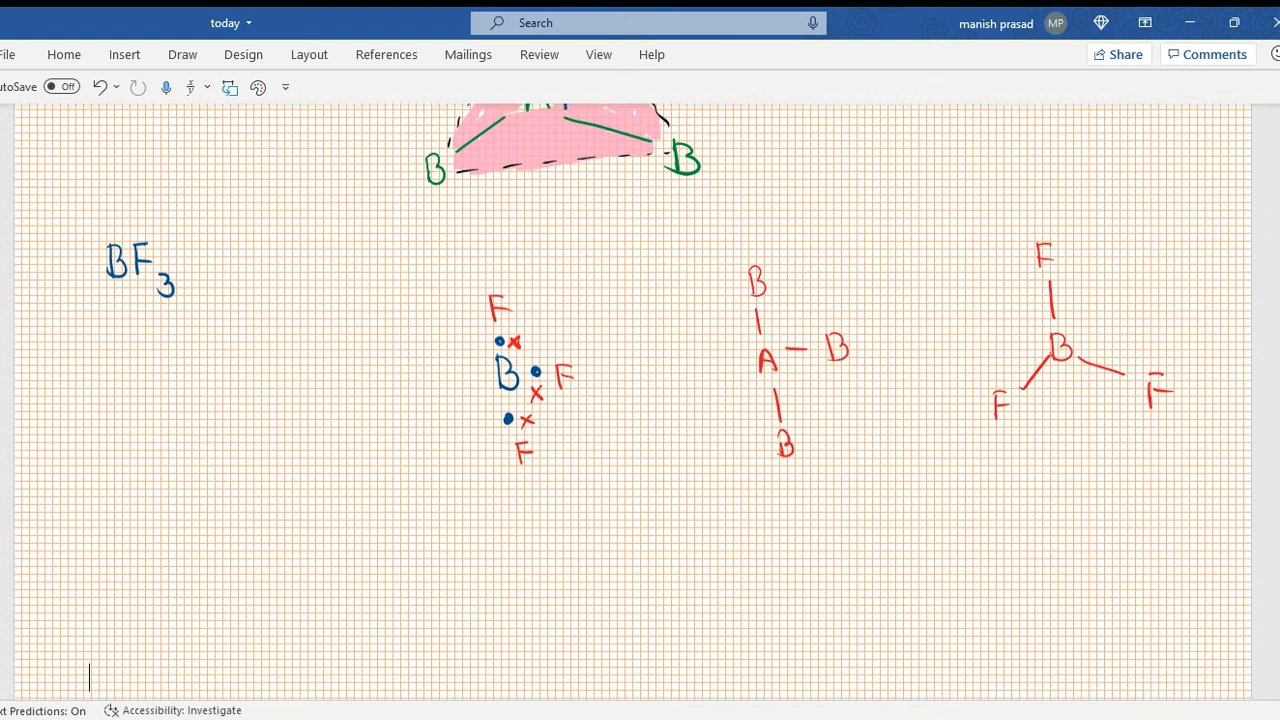 today
Search
manish prasad MP
File Home Insert Draw Design Layout References Mailings Review View Help Share Comments
AutoSave Off
B B
BF3
F
B F
F
B
A — B
B
F
B
F F
xt Predictions: On Accessibility: Investigate